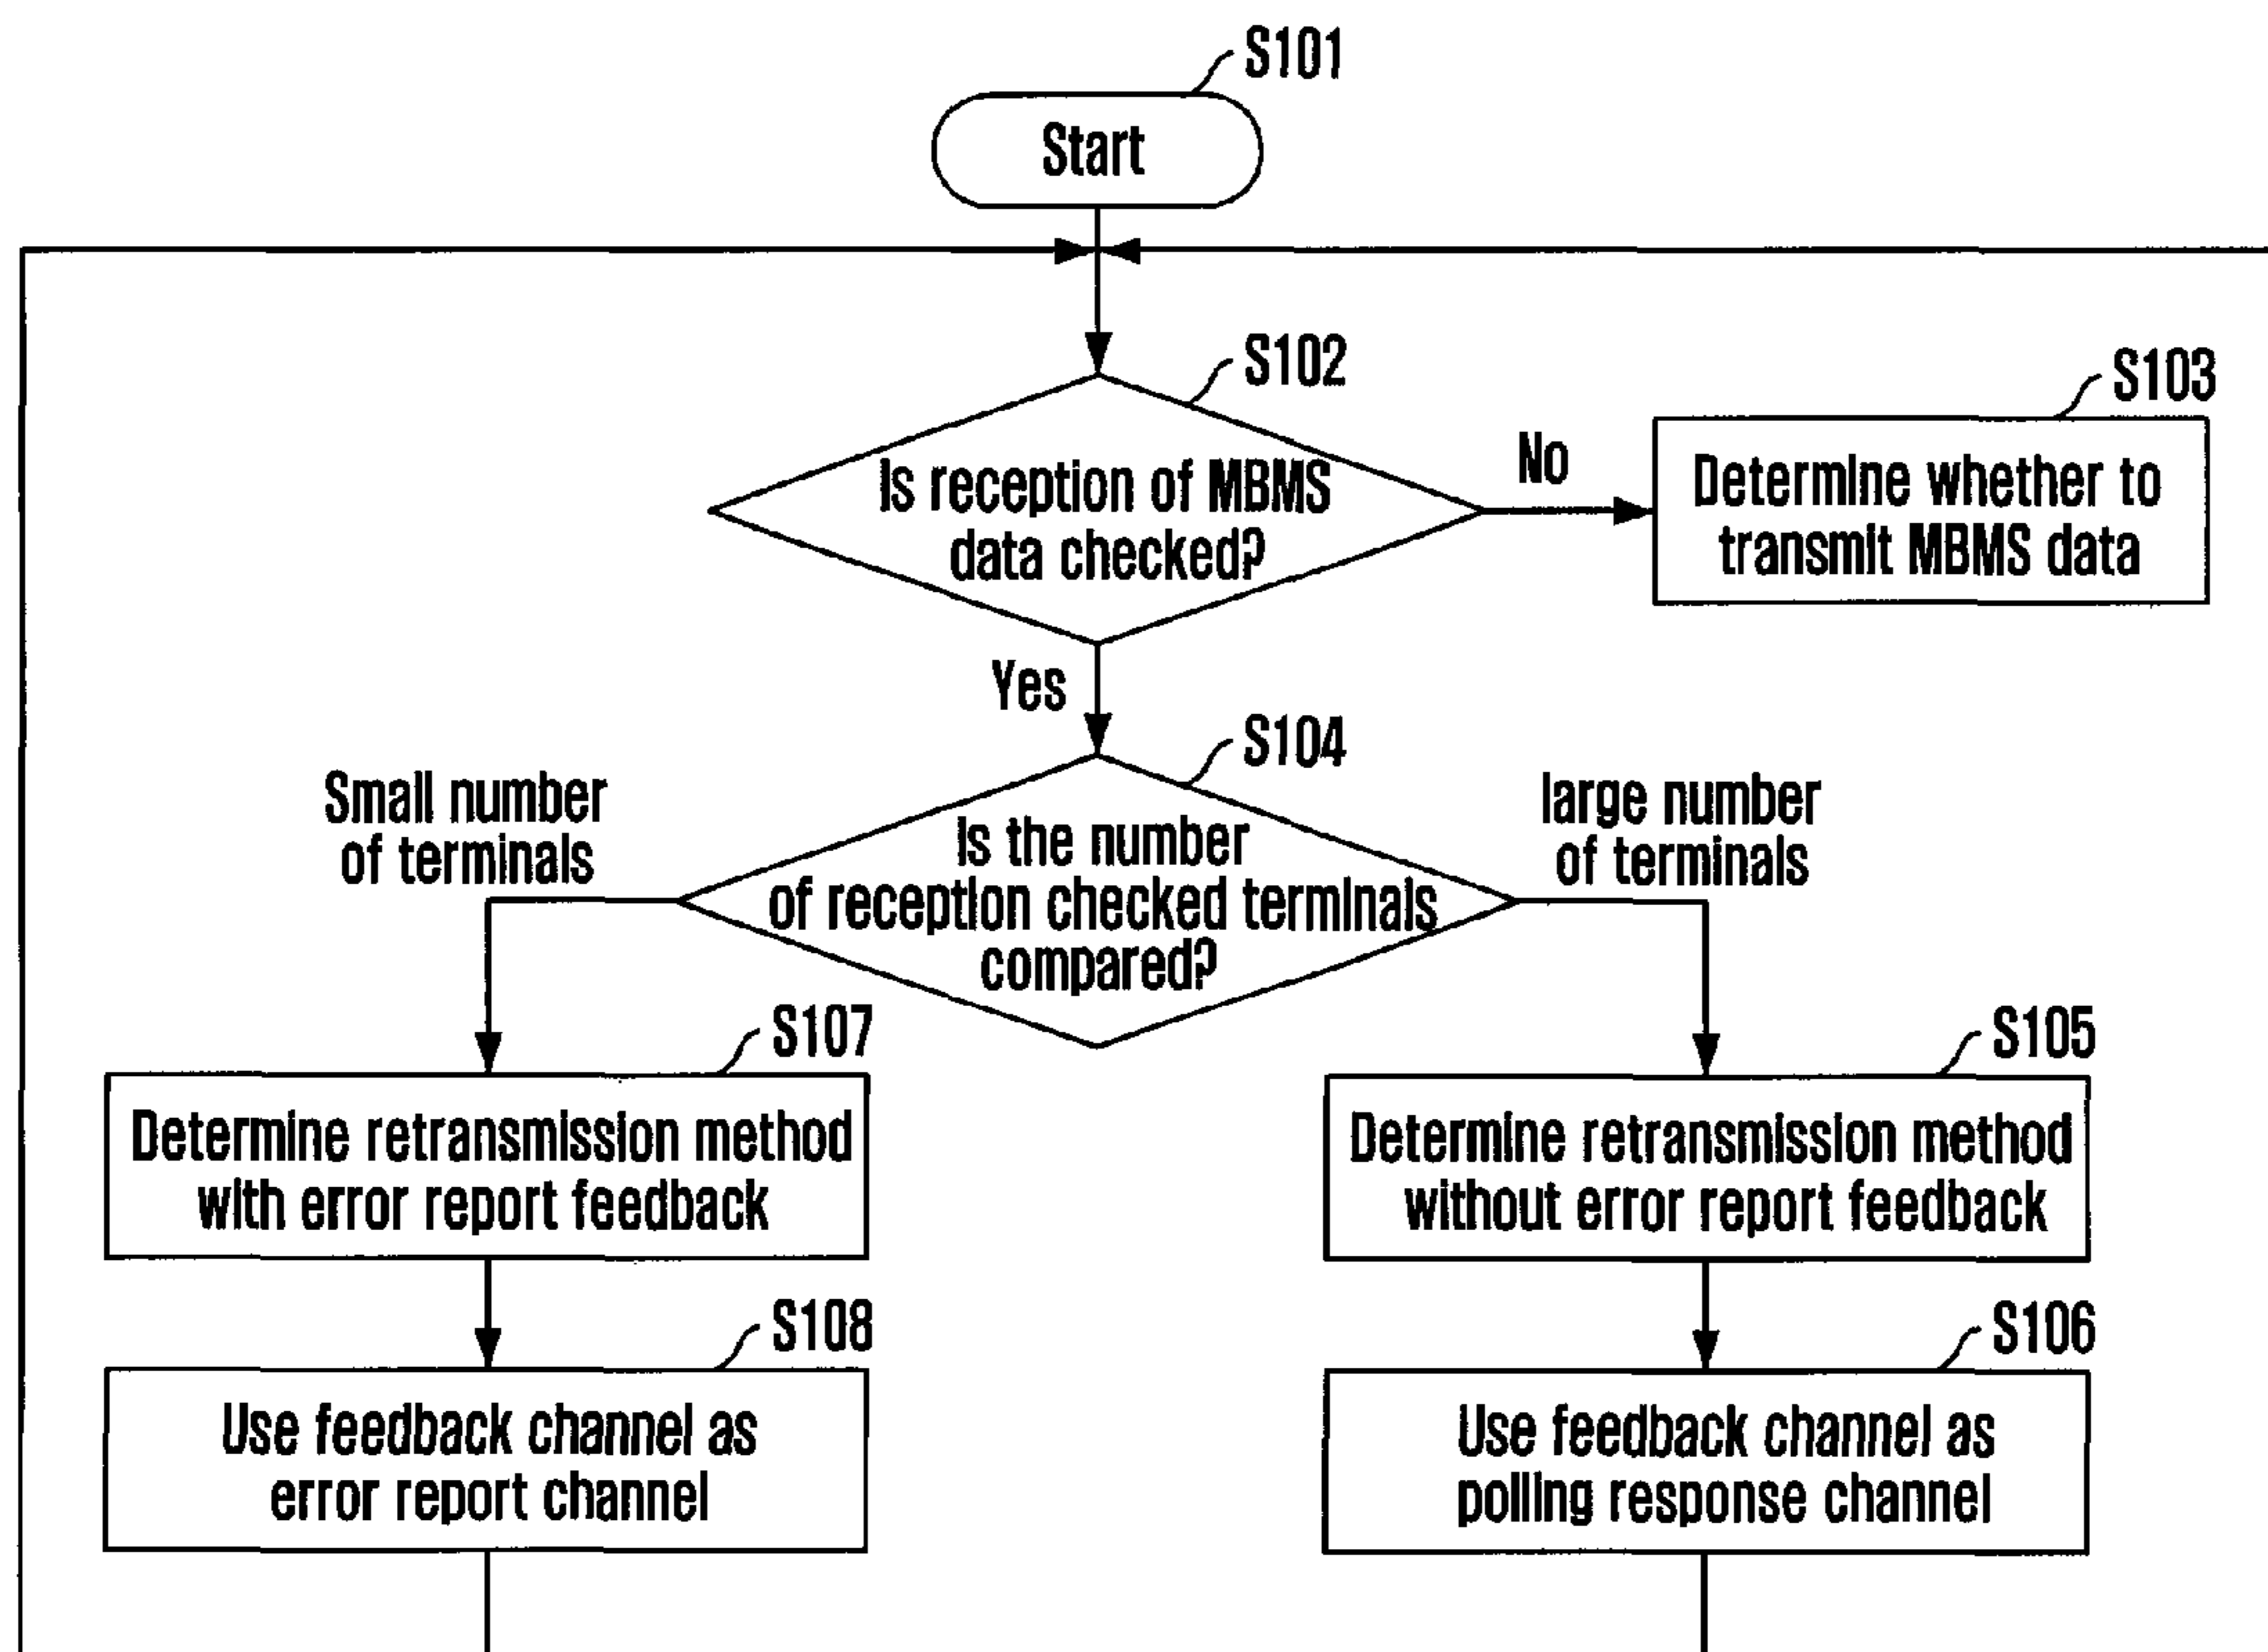 S101
Start
S102
Is reception of MBMS
data checked?
No
S103
Determine whether to
transmit MBMS data
Yes
S104
Is the number
of reception checked terminals
compared?
Small number
of terminals
large number
of terminals
S107
Determine retransmission method
with error report feedback
S105
Determine retransmission method
without error report feedback
S108
Use feedback channel as
error report channel
S106
Use feedback channel as
polling response channel